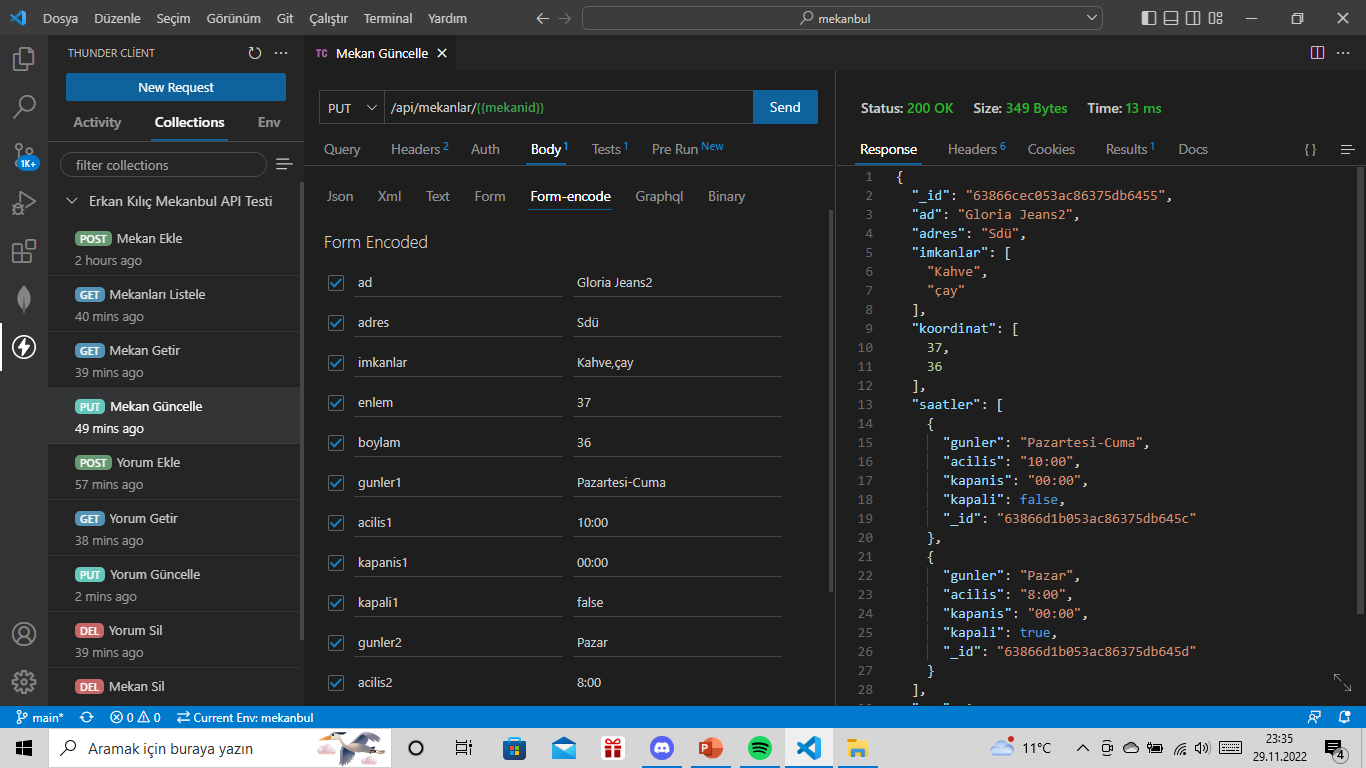 Dosya Düzenle Seçim Görünüm Git Çalıştır Terminal Yardım
mekanbul
THUNDER CLİENT
New Request
Activity Collections Env
filter collections
1K+
Erkan Kılıç Mekanbul API Testi
POST Mekan Ekle
2 hours ago
GET Mekanları Listele
40 mins ago
GET Mekan Getir
39 mins ago
PUT Mekan Güncelle
49 mins ago
POST Yorum Ekle
57 mins ago
GET Yorum Getir
38 mins ago
PUT Yorum Güncelle
2 mins ago
DEL Yorum Sil
39 mins ago
DEL Mekan Sil
TC Mekan Güncelle
PUT /api/mekanlar/{{mekanid}} Send
Query Headers 2 Auth Body 1 Tests 1 Pre Run New
Json Xml Text Form Form-encode Graphql Binary
Form Encoded
ad Gloria Jeans2
adres Sdü
imkanlar Kahve,çay
enlem 37
boylam 36
gunler1 Pazartesi-Cuma
acilis1 10:00
kapanis1 00:00
kapali1 false
gunler2 Pazar
acilis2 8:00
Status: 200 OK Size: 349 Bytes Time: 13 ms
Response Headers 6 Cookies Results 1 Docs {}
1 {
2 "_id": "63866cec053ac86375db6455",
3 "ad": "Gloria Jeans2",
4 "adres": "Sdü",
5 "imkanlar": [
6 "Kahve",
7 "çay"
8 ],
9 "koordinat": [
10 37,
11 36
12 ],
13 "saatler": [
14 {
15 "gunler": "Pazartesi-Cuma",
16 "acilis": "10:00",
17 "kapanis": "00:00",
18 "kapali": false,
19 "_id": "63866d1b053ac86375db645c"
20 },
21 {
22 "gunler": "Pazar",
23 "acilis": "8:00",
24 "kapanis": "00:00",
25 "kapali": true,
26 "_id": "63866d1b053ac86375db645d"
27 }
28 ],
main* 0 0 Current Env: mekanbul
Aramak için buraya yazın
11°C
23:35
29.11.2022
4